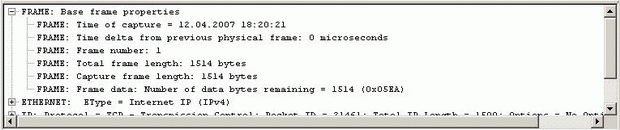 FRAME: Base frame properties
FRAME: Time of capture = 12.04.2007 18:20:21
FRAME: Time delta from previous physical frame: 0 microseconds
FRAME: Frame number: 1
FRAME: Total frame length: 1514 bytes
FRAME: Capture frame length: 1514 bytes
FRAME: Frame data: Number of data bytes remaining = 1514 (0x05EA)
ETHERNET: EType = Internet IP (IPv4)
IP: Protocol = TCP - Transmission Control; Packet ID = 31461; Total IP Length = 1500; Options = No Opti